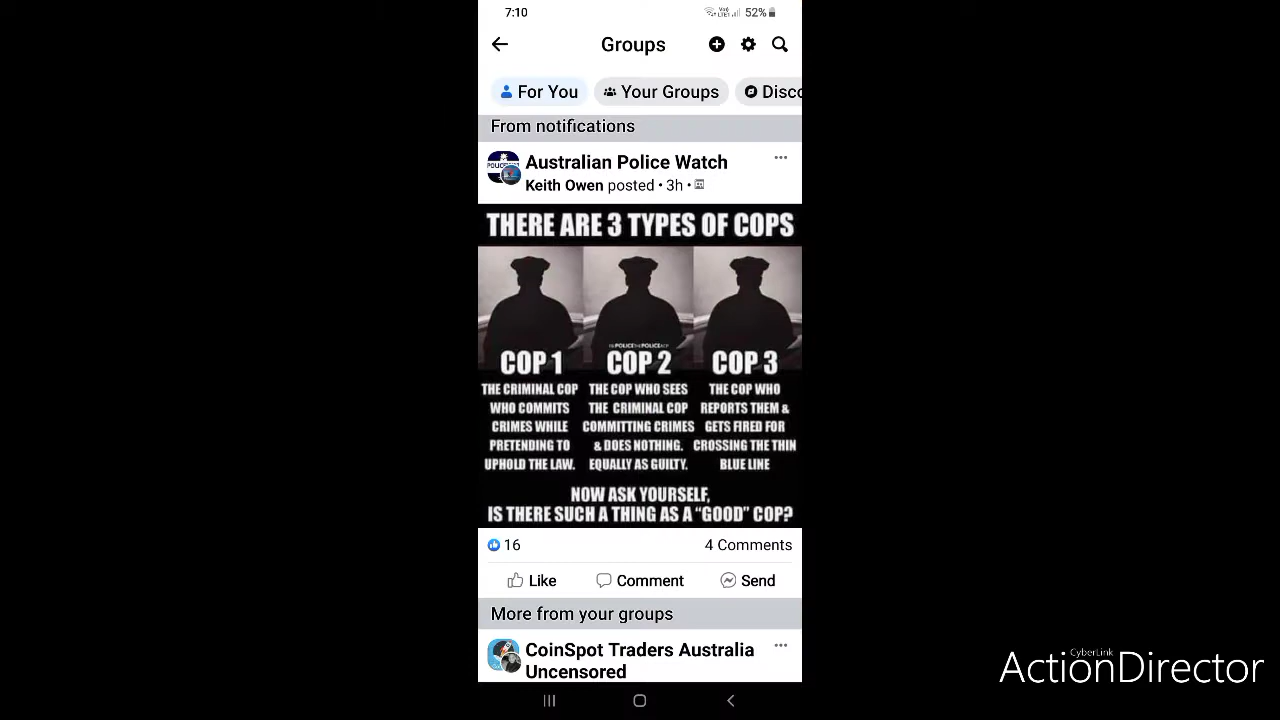 7:10
52%
Groups
For You
Your Groups
Disco
From notifications
Australian Police Watch
Keith Owen posted • 3h •
THERE ARE 3 TYPES OF COPS
COP 1 COP 2 COP 3
THE CRIMINAL COP
WHO COMMITS
CRIMES WHILE
PRETENDING TO
UPHOLD THE LAW.
THE COP WHO SEES
THE CRIMINAL COP
COMMITTING CRIMES
& DOES NOTHING.
EQUALLY AS GUILTY.
THE COP WHO
REPORTS THEM &
GETS FIRED FOR
CROSSING THE THIN
BLUE LINE
NOW ASK YOURSELF,
IS THERE SUCH A THING AS A "GOOD" COP?
16
4 Comments
Like
Comment
Send
More from your groups
CoinSpot Traders Australia
Uncensored
CyberLink
ActionDirector